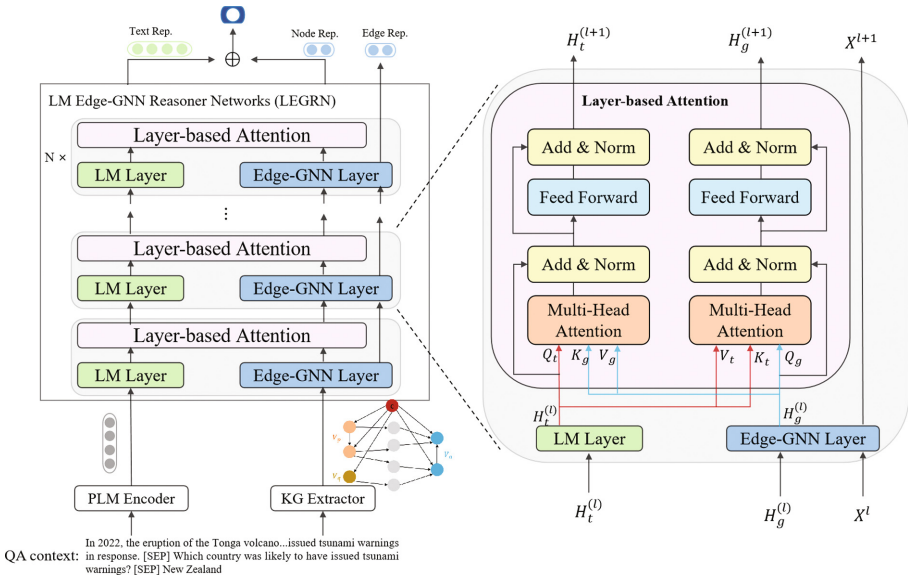 Text Rep.
Node Rep.
Edge Rep.
LM Edge-GNN Reasoner Networks (LEGRN)
N ×
Layer-based Attention
LM Layer
Edge-GNN Layer
...
Layer-based Attention
LM Layer
Edge-GNN Layer
Layer-based Attention
LM Layer
Edge-GNN Layer
c
V_e
V_q
V_a
PLM Encoder
KG Extractor
QA context:
In 2022, the eruption of the Tonga volcano...issued tsunami warnings
in response. [SEP] Which country was likely to have issued tsunami
warnings? [SEP] New Zealand
H_t^{(l+1)}
H_g^{(l+1)}
X^{l+1}
Layer-based Attention
Add & Norm
Add & Norm
Feed Forward
Feed Forward
Add & Norm
Add & Norm
Multi-Head
Attention
Multi-Head
Attention
Q_t K_g V_g
V_t K_t Q_g
H_t^{(l)}
H_g^{(l)}
LM Layer
Edge-GNN Layer
H_t^{(l)}
H_g^{(l)}
X^l